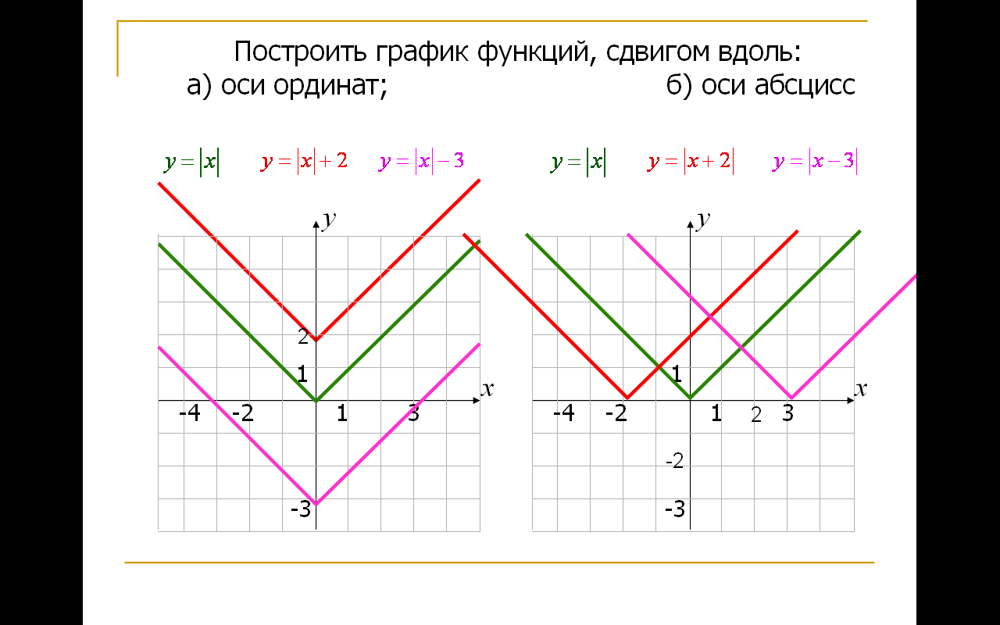 Построить график функций, сдвигом вдоль:
а) оси ординат; б) оси абсцисс
y = |x| y = |x| + 2 y = |x| − 3 y = |x| y = |x + 2| y = |x − 3|
y y
2
1 1
x x
-4 -2 1 3 -4 -2 1 2 3
-2
-3 -3